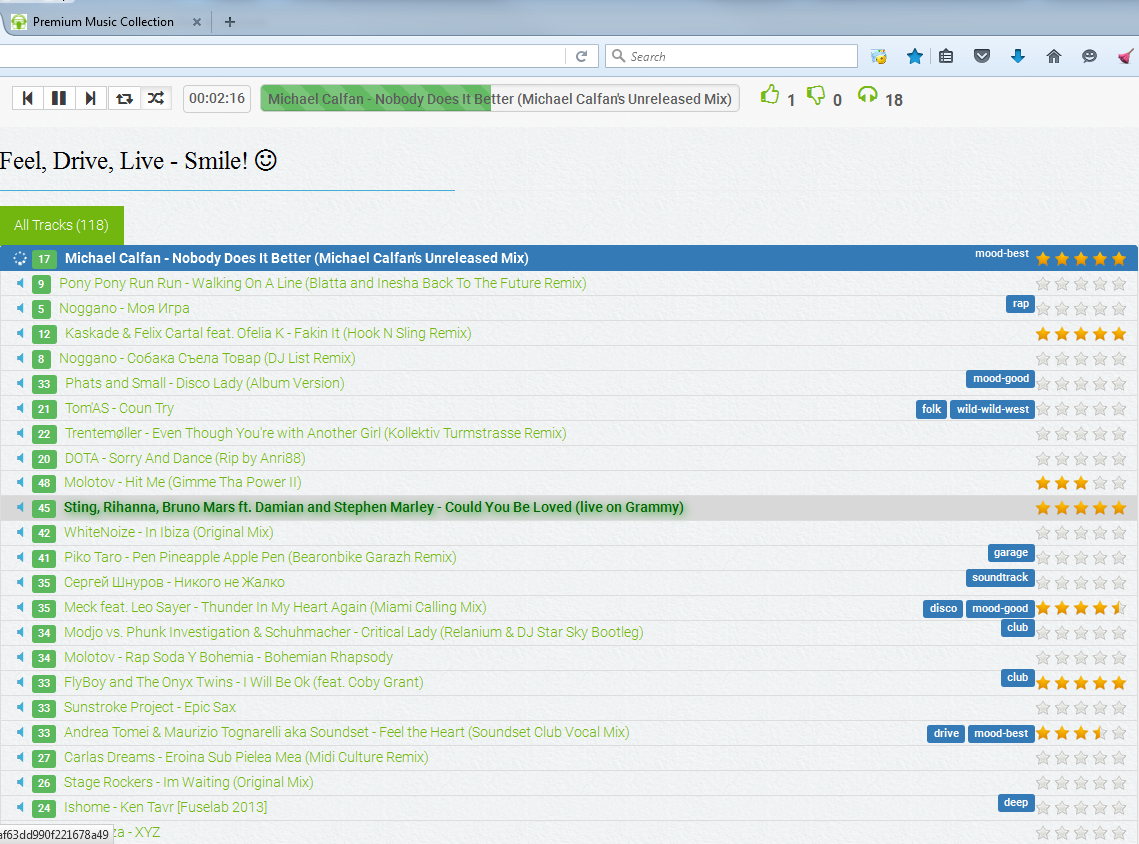 Premium Music Collection
Search
00:02:16 Michael Calfan - Nobody Does It Better (Michael Calfan's Unreleased Mix) 1 0 18
Feel, Drive, Live - Smile! ☺
All Tracks (118)
17 Michael Calfan - Nobody Does It Better (Michael Calfan's Unreleased Mix) mood-best
9 Pony Pony Run Run - Walking On A Line (Blatta and Inesha Back To The Future Remix)
5 Noggano - Моя Игра rap
12 Kaskade & Felix Cartal feat. Ofelia K - Fakin It (Hook N Sling Remix)
8 Noggano - Собака Съела Товар (DJ List Remix)
33 Phats and Small - Disco Lady (Album Version) mood-good
21 Tom'AS - Coun Try folk wild-wild-west
22 Trentemøller - Even Though You're with Another Girl (Kollektiv Turmstrasse Remix)
20 DOTA - Sorry And Dance (Rip by Anri88)
48 Molotov - Hit Me (Gimme Tha Power II)
45 Sting, Rihanna, Bruno Mars ft. Damian and Stephen Marley - Could You Be Loved (live on Grammy)
42 WhiteNoize - In Ibiza (Original Mix)
41 Piko Taro - Pen Pineapple Apple Pen (Bearonbike Garazh Remix) garage
35 Сергей Шнуров - Никого не Жалко soundtrack
35 Meck feat. Leo Sayer - Thunder In My Heart Again (Miami Calling Mix) disco mood-good
34 Modjo vs. Phunk Investigation & Schuhmacher - Critical Lady (Relanium & DJ Star Sky Bootleg) club
34 Molotov - Rap Soda Y Bohemia - Bohemian Rhapsody
33 FlyBoy and The Onyx Twins - I Will Be Ok (feat. Coby Grant) club
33 Sunstroke Project - Epic Sax
33 Andrea Tomei & Maurizio Tognarelli aka Soundset - Feel the Heart (Soundset Club Vocal Mix) drive mood-best
27 Carlas Dreams - Eroina Sub Pielea Mea (Midi Culture Remix)
26 Stage Rockers - Im Waiting (Original Mix)
24 Ishome - Ken Tavr [Fuselab 2013] deep
af63dd990f221678a49 za - XYZ